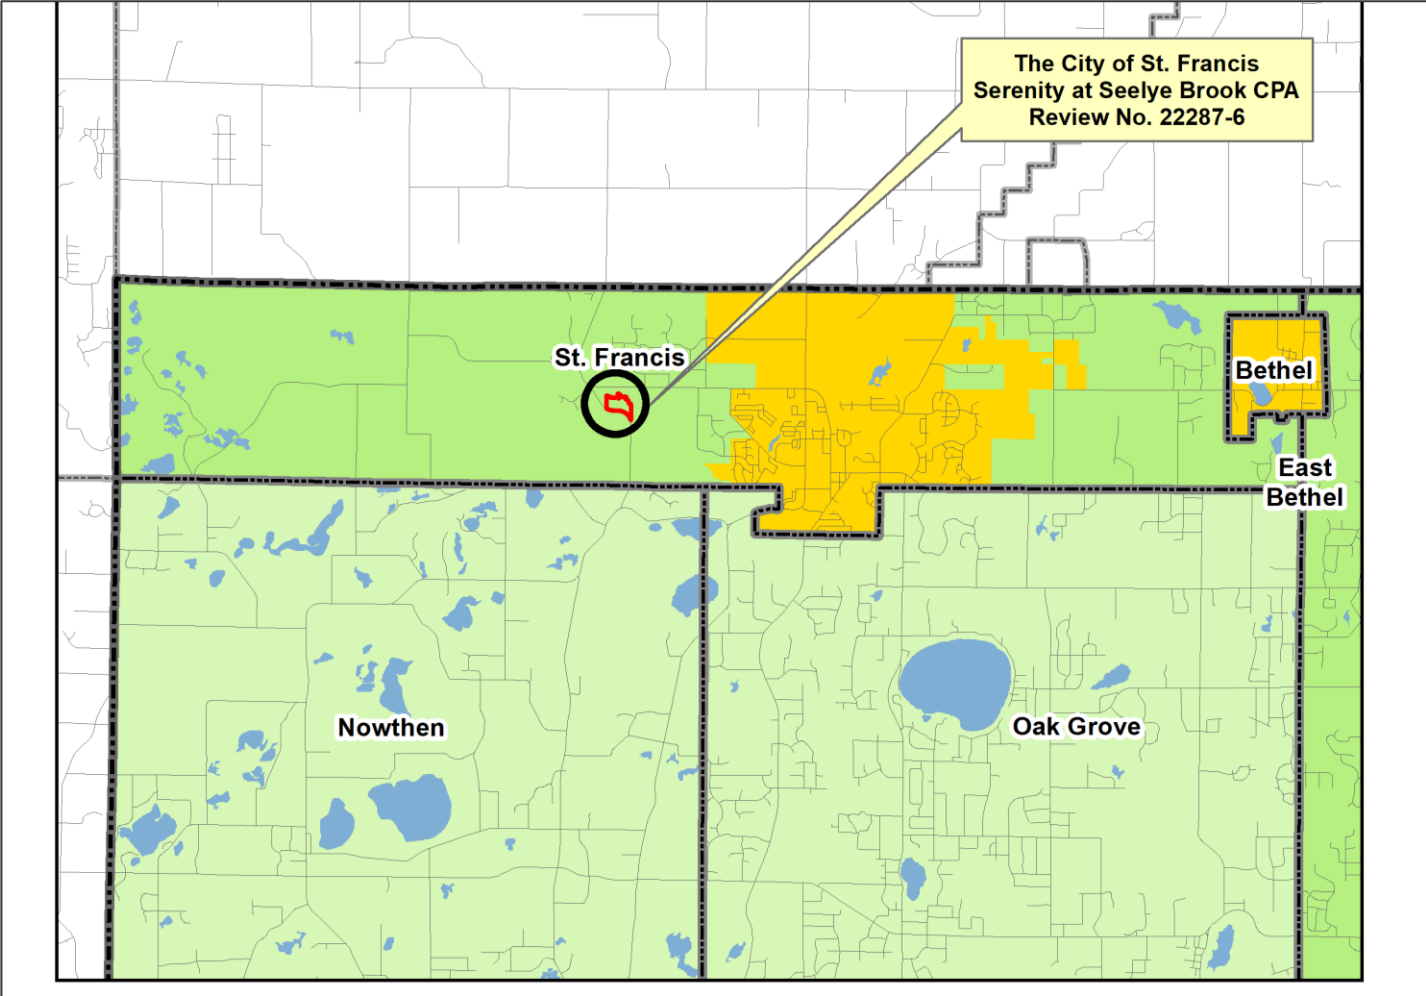 The City of St. Francis
Serenity at Seelye Brook CPA
Review No. 22287-6
St. Francis
Bethel
East
Bethel
Nowthen
Oak Grove